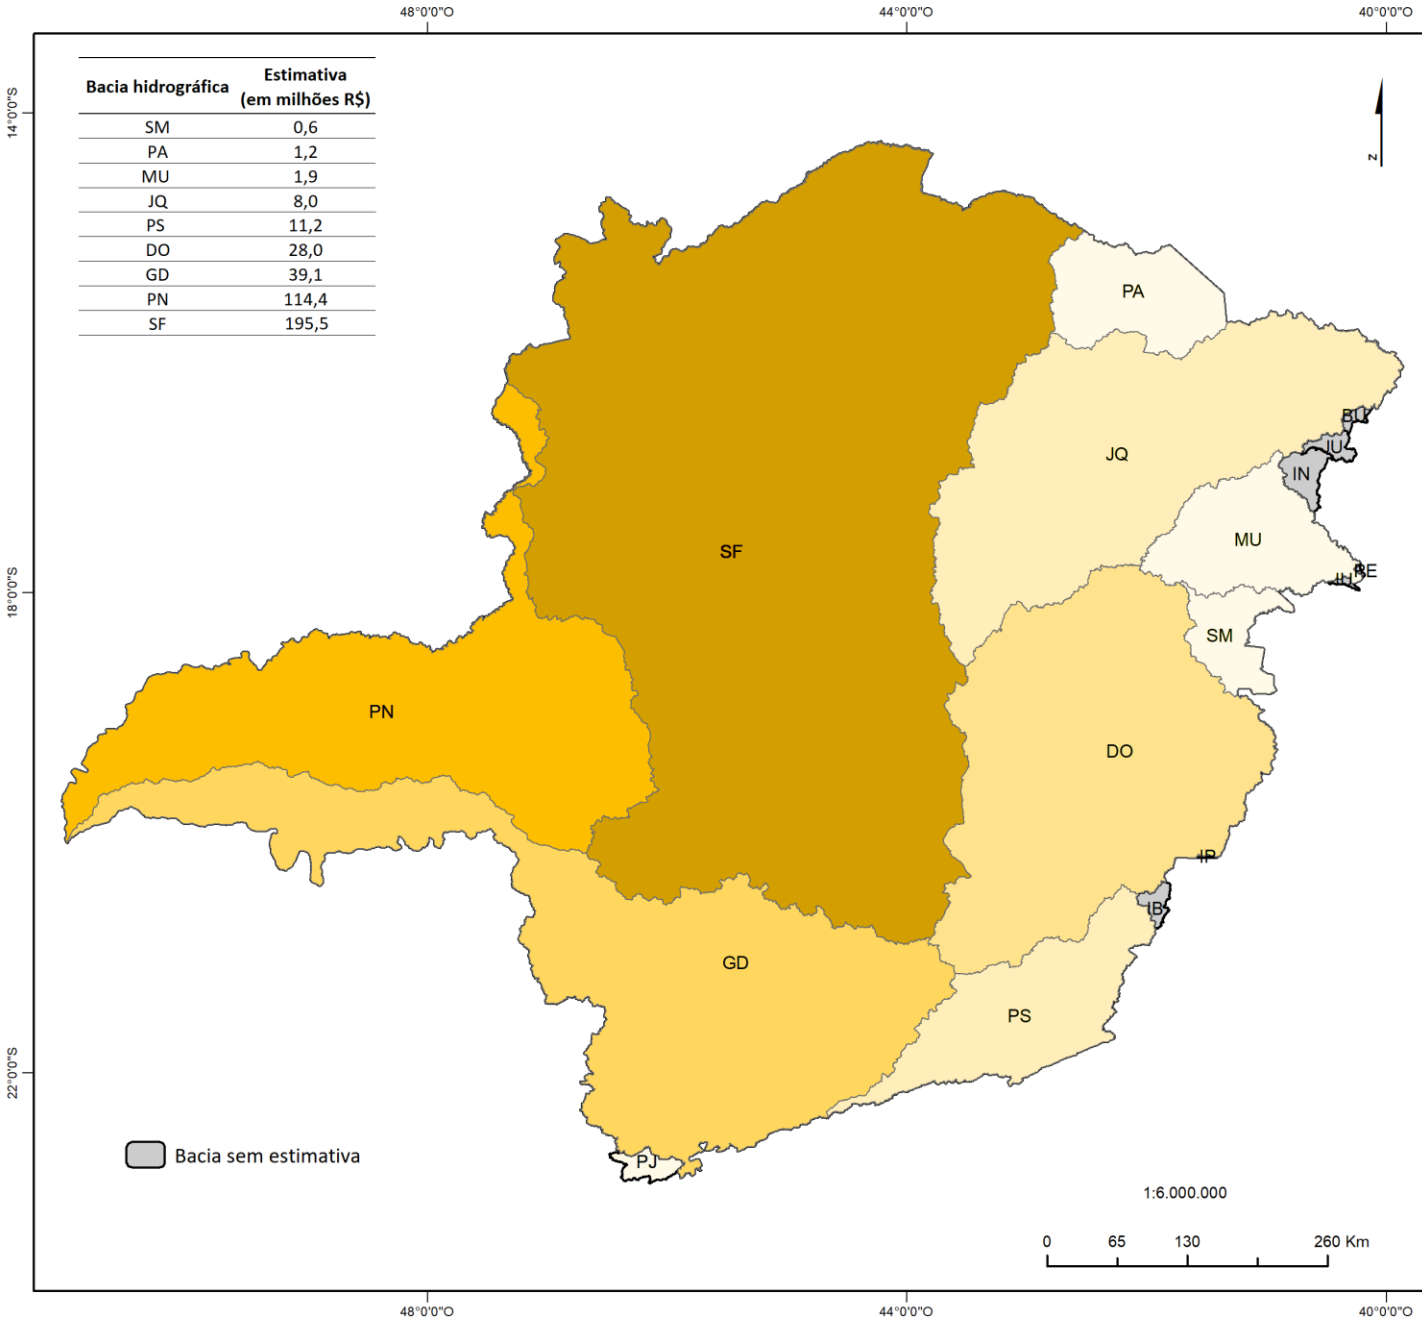 48°0'0"O 44°0'0"O 40°0'0"O
14°0'0"S
18°0'0"S
22°0'0"S
Bacia hidrográfica Estimativa (em milhões R$)
SM 0,6
PA 1,2
MU 1,9
JQ 8,0
PS 11,2
DO 28,0
GD 39,1
PN 114,4
SF 195,5
z
PA
BU
JU
JQ
IN
MU
SF
PE
IU
SM
PN
DO
IP
IB
GD
PS
PJ
Bacia sem estimativa
1:6.000.000
0 65 130 260 Km
48°0'0"O 44°0'0"O 40°0'0"O